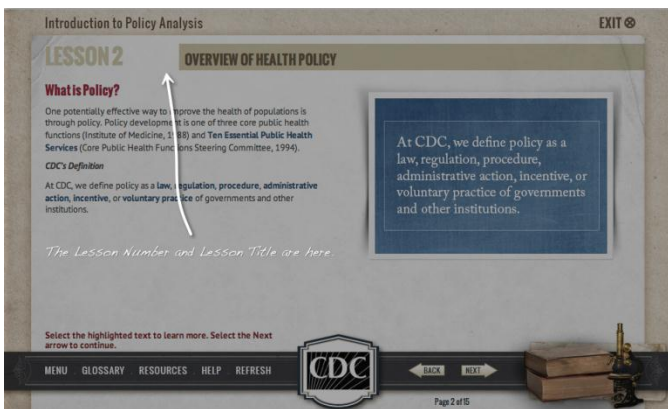 Introduction to Policy Analysis
EXIT
LESSON 2
OVERVIEW OF HEALTH POLICY
What is Policy?
One potentially effective way to improve the health of populations is
through policy. Policy development is one of three core public health
functions (Institute of Medicine, 1988) and Ten Essential Public Health
Services (Core Public Health Functions Steering Committee, 1994).
CDC's Definition
At CDC, we define policy as a law, regulation, procedure, administrative
action, incentive, or voluntary practice of governments and other
institutions.
At CDC, we define policy as a
law, regulation, procedure,
administrative action, incentive, or
voluntary practice of governments
and other institutions.
The Lesson Number and Lesson Title are here.
Select the highlighted text to learn more. Select the Next
arrow to continue.
MENU GLOSSARY RESOURCES HELP REFRESH
CDC
BACK
NEXT
Page 2 of 15